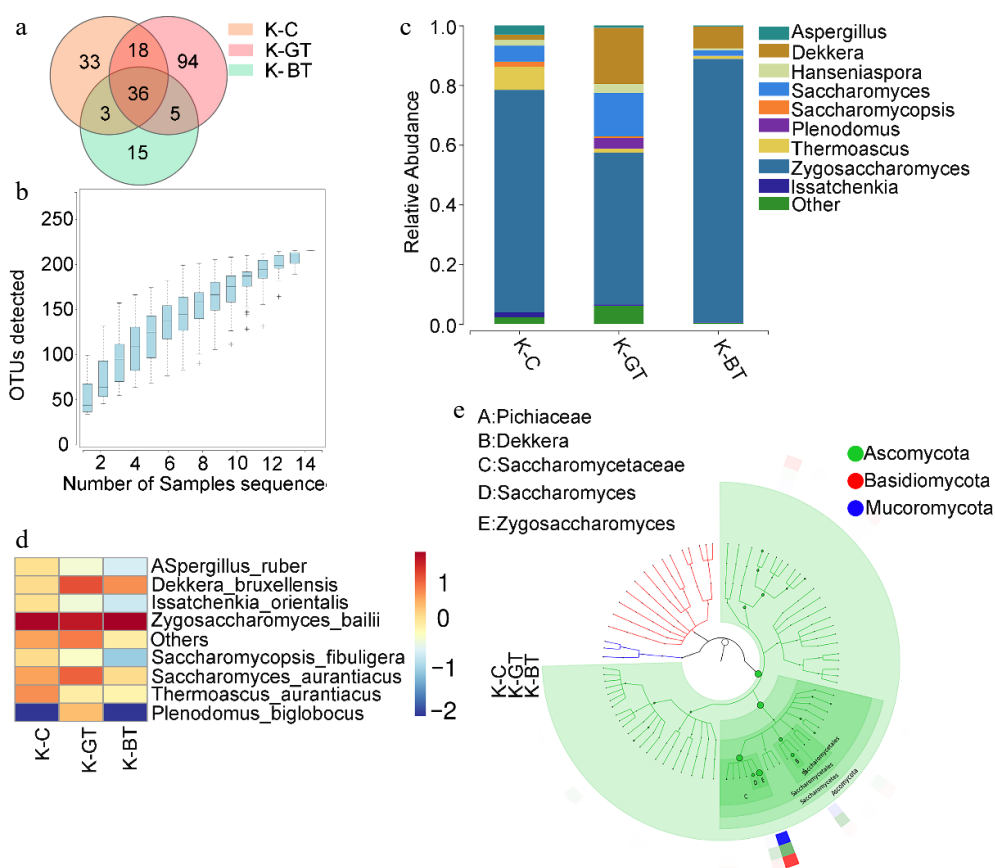 a
K-C
K-GT
K-BT
33
18
94
36
3
5
15
b
OTUs detected
250
200
150
100
50
0
2 4 6 8 10 12 14
Number of Samples sequence
c
Relative Abudance
1.0
0.8
0.6
0.4
0.2
0.0
K-C
K-GT
K-BT
Aspergillus
Dekkera
Hanseniaspora
Saccharomyces
Saccharomycopsis
Plenodomus
Thermoascus
Zygosaccharomyces
Issatchenkia
Other
d
ASpergillus_ruber
Dekkera_bruxellensis
Issatchenkia_orientalis
Zygosaccharomyces_bailii
Others
Saccharomycopsis_fibuligera
Saccharomyces_aurantiacus
Thermoascus_aurantiacus
Plenodomus_biglobocus
K-C
K-GT
K-BT
1
0
−1
−2
e
A:Pichiaceae
B:Dekkera
C:Saccharomycetaceae
D:Saccharomyces
E:Zygosaccharomyces
Ascomycota
Basidiomycota
Mucoromycota
K-C
K-GT
K-BT
B
D
E
C
Saccharomycetales
Saccharomycetes
Ascomycota